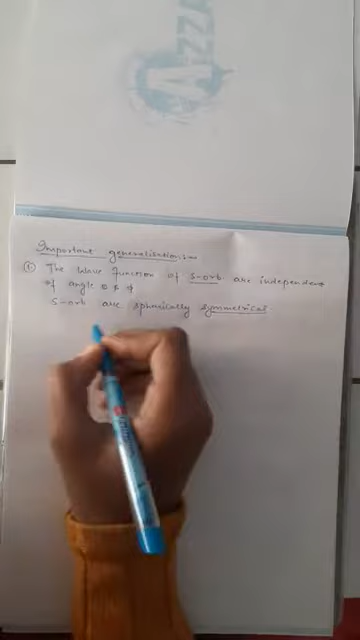 Important generalisations:-
① The wave function of s-orb are independent
of angle θ & φ
s-orb are spherically symmetrical